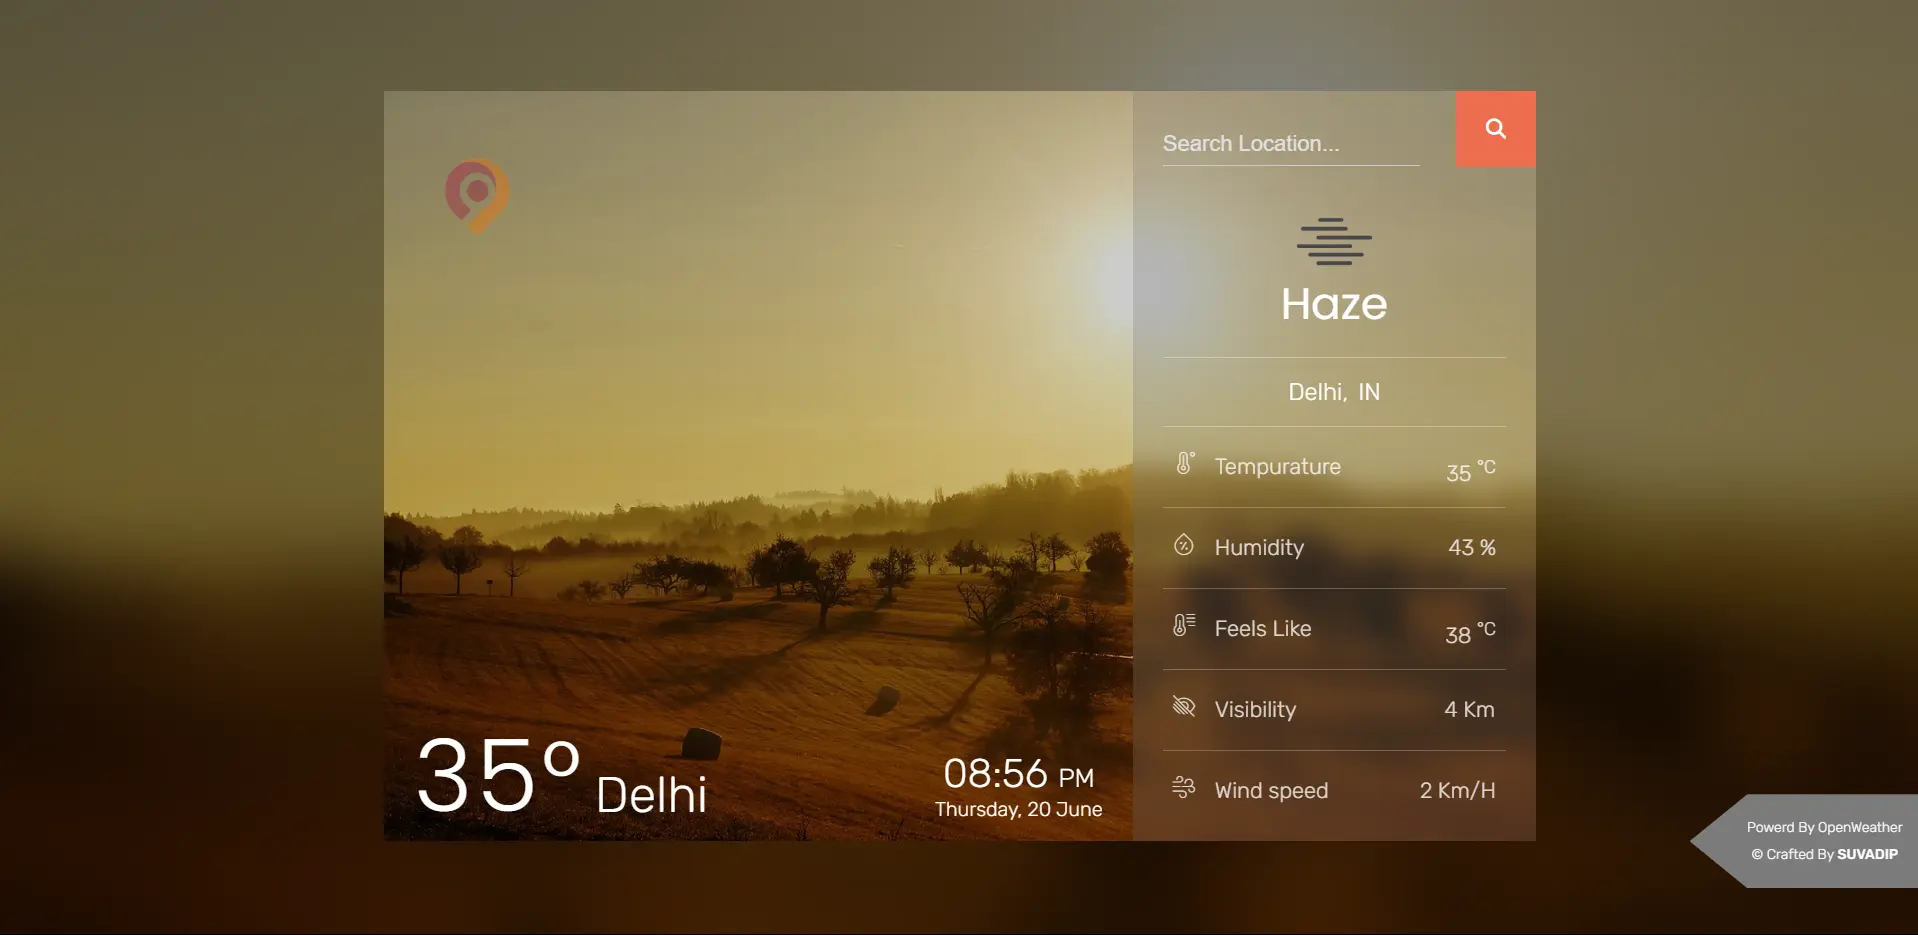 Search Location...
Haze
Delhi, IN
Tempurature 35 °C
Humidity 43 %
Feels Like 38 °C
Visibility 4 Km
Wind speed 2 Km/H
35° Delhi
08:56 PM
Thursday, 20 June
Powerd By OpenWeather
© Crafted By SUVADIP